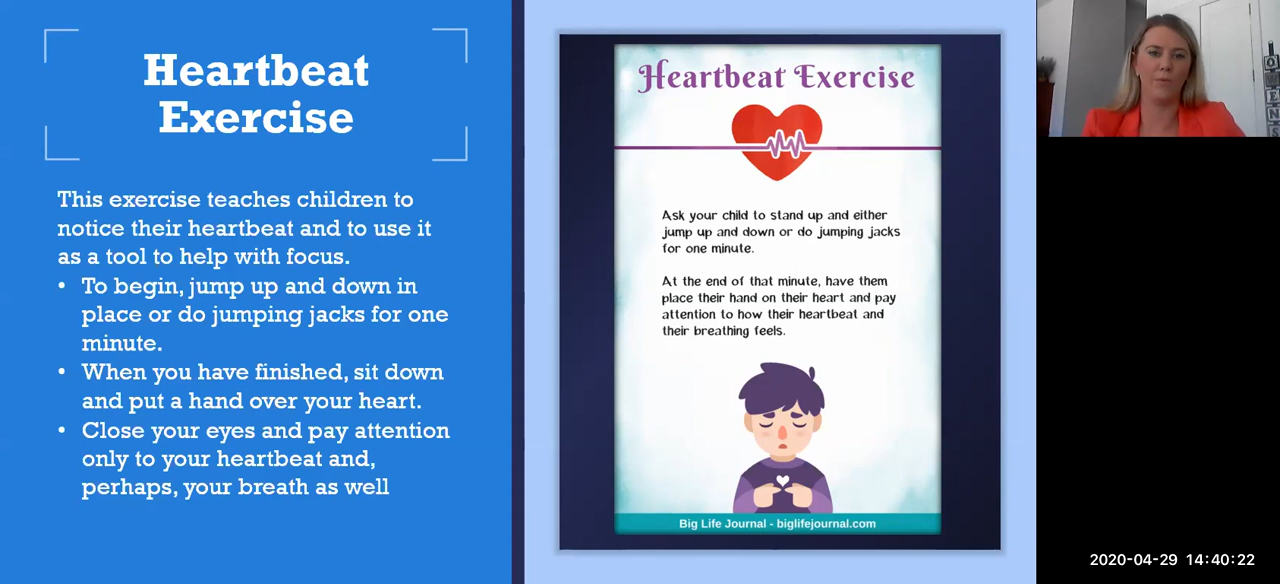 Heartbeat
Exercise
This exercise teaches children to
notice their heartbeat and to use it
as a tool to help with focus.
• To begin, jump up and down in
place or do jumping jacks for one
minute.
• When you have finished, sit down
and put a hand over your heart.
• Close your eyes and pay attention
only to your heartbeat and,
perhaps, your breath as well
Heartbeat Exercise
Ask your child to stand up and either
jump up and down or do jumping jacks
for one minute.
At the end of that minute, have them
place their hand on their heart and pay
attention to how their heartbeat and
their breathing feels.
Big Life Journal - biglifejournal.com
2020-04-29 14:40:22